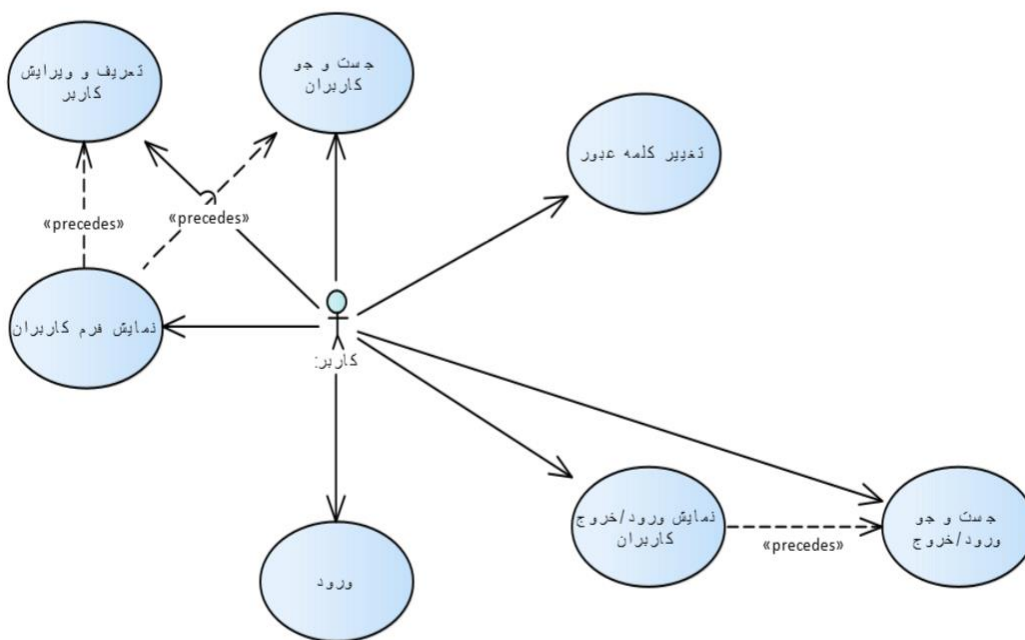 تعریف و ویرایش
کاربر
جست و جو
کاربران
تغییر کلمه عبور
«precedes»
«precedes»
نمایش فرم کاربران
کاربر:
نمایش ورود/خروج
کاربران
«precedes»
جست و جو
ورود/خروج
ورود